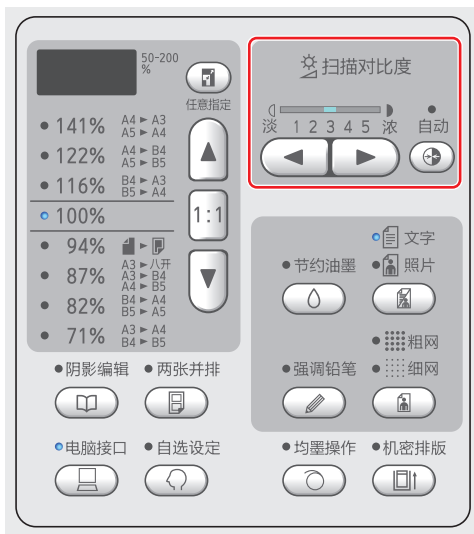 50-200
%
任意指定
141% A4 ► A3
A5 ► A4
122% A4 ► B4
A5 ► B5
116% B4 ► A3
B5 ► A4
100%
1:1
94%
87% A3 ► 八开
A3 ► B4
A4 ► B5
82% B4 ► A4
B5 ► A5
71% A3 ► A4
B4 ► B5
扫描对比度
淡 1 2 3 4 5 浓 自动
文字
节约油墨 照片
粗网
强调铅笔 细网
阴影编辑 两张并排
电脑接口 自选设定 均墨操作 机密排版